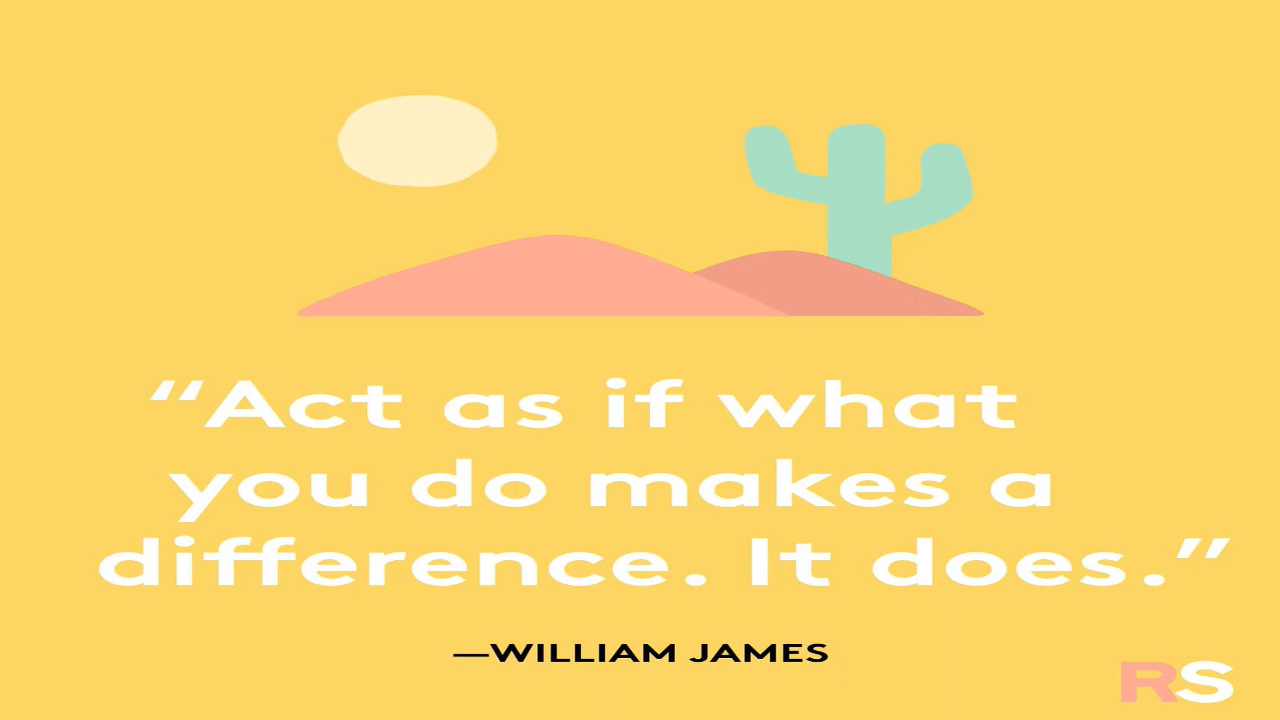 “Act as if what
you do makes a
difference. It does.”
—WILLIAM JAMES
RS